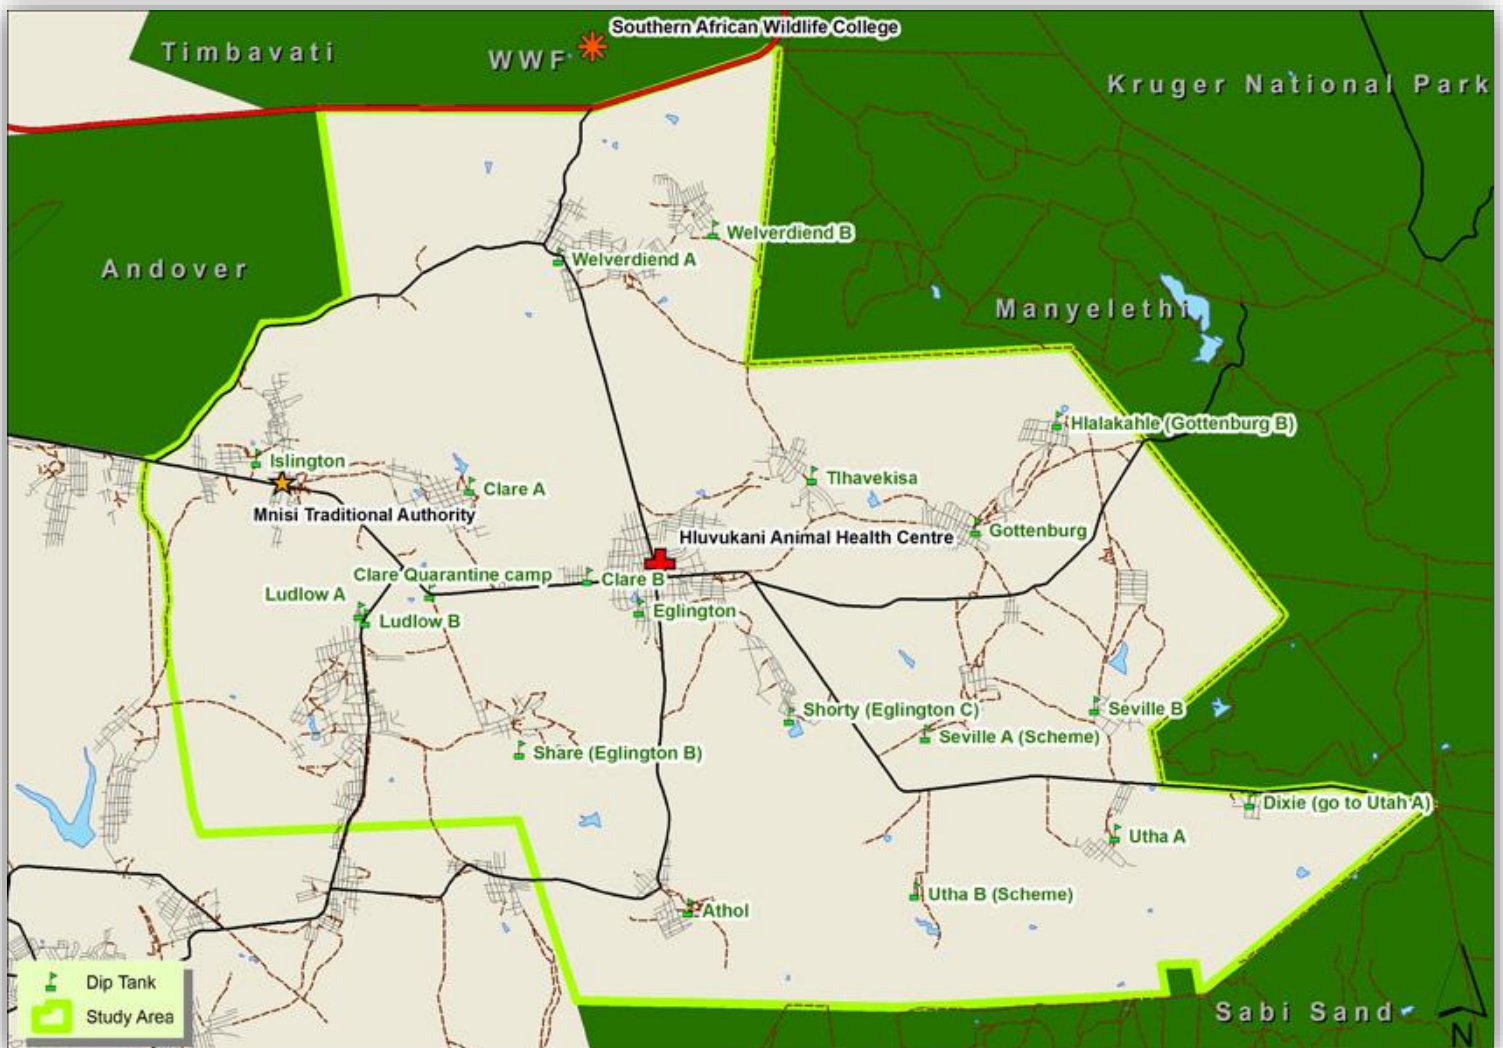 Southern African Wildlife College
Timbavati
WWF
Kruger National Park
Welverdiend B
Welverdiend A
Andover
Manyelethi
Hlalakahle (Gottenburg B)
Islington
Clare A
Tlhavekisa
Mnisi Traditional Authority
Gottenburg
Hluvukani Animal Health Centre
Clare Quarantine camp
Clare B
Ludlow A
Eglington
Ludlow B
Shorty (Eglington C)
Seville B
Seville A (Scheme)
Share (Eglington B)
Dixie (go to Utah A)
Utha A
Utha B (Scheme)
Athol
Dip Tank
Study Area
Sabi Sand
N